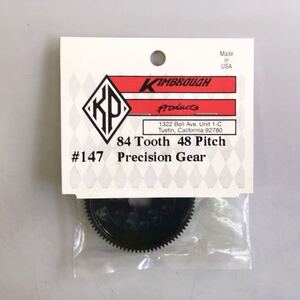 Made
in
USA
KP
KIMBROUGH
Products
1322 Bell Ave. Unit 1-C
Tustin, California 92780
84 Tooth 48 Pitch
#147 Precision Gear